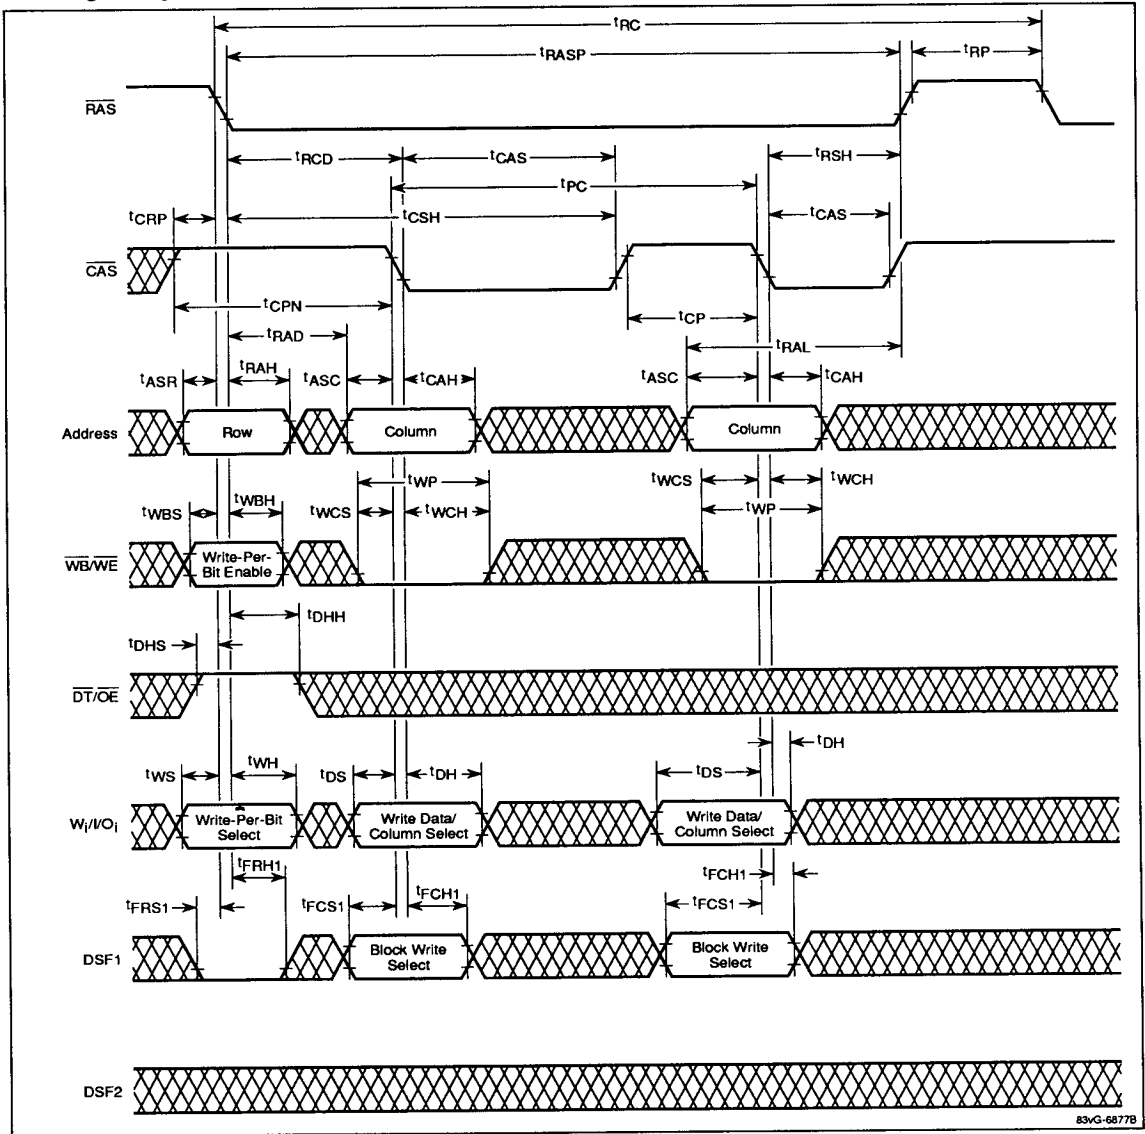 tRC
tRASP
tRP
RAS
tRCD
tCAS
tRSH
tPC
tCRP
tCSH
tCAS
CAS
tCPN
tCP
tRAD
tRAL
tASR
tRAH
tASC
tCAH
tASC
tCAH
Address
Row
Column
Column
tWP
tWCS
tWCH
tWBS
tWBH
tWCS
tWCH
tWP
WB/WE
Write-Per-
Bit Enable
tDHH
tDHS
DT/OE
tDH
tWS
tWH
tDS
tDH
tDS
Wi/I/Oi
Write-Per-Bit
Select
Write Data/
Column Select
Write Data/
Column Select
tFRH1
tFCH1
tFRS1
tFCS1
tFCH1
tFCS1
DSF1
Block Write
Select
Block Write
Select
DSF2
83vG-6877B